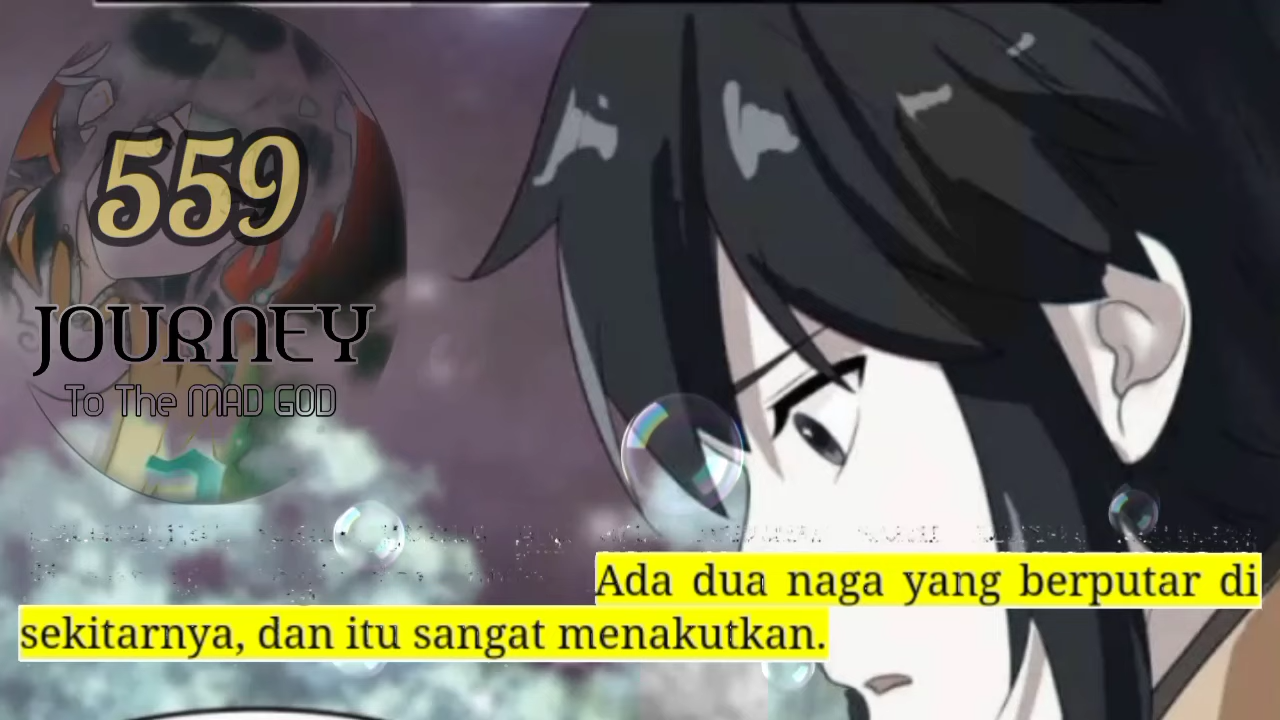 559
JOURNEY
To The MAD GOD
Ada dua naga yang berputar di
sekitarnya, dan itu sangat menakutkan.